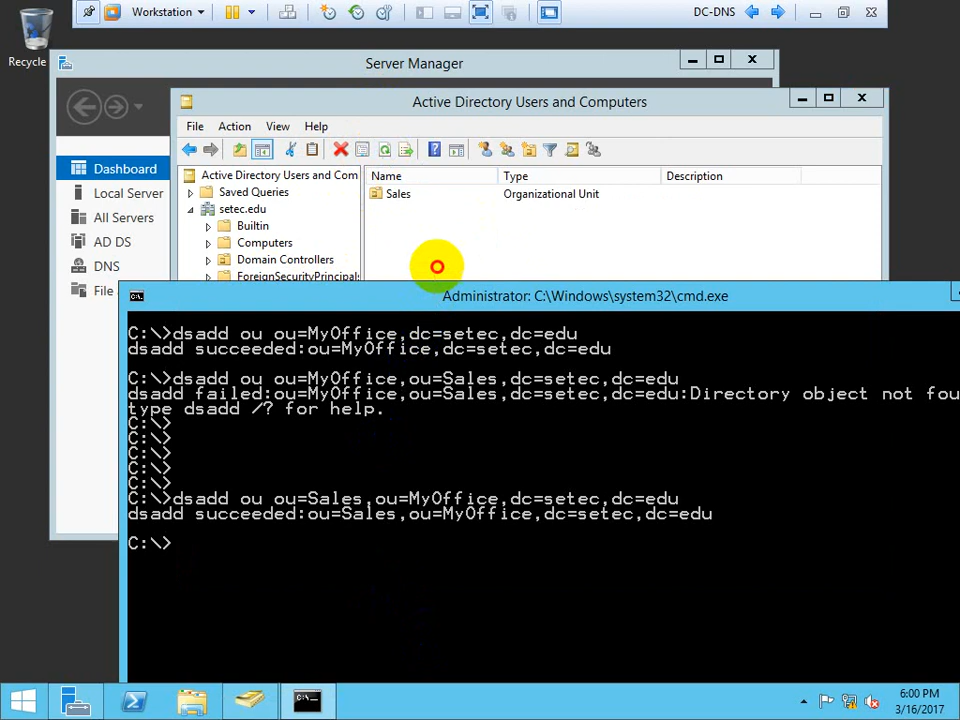 Workstation
DC-DNS
Recycle
Server Manager
Active Directory Users and Computers
File Action View Help
Dashboard
Local Server
All Servers
AD DS
DNS
File
Active Directory Users and Com
Saved Queries
setec.edu
Builtin
Computers
Domain Controllers
ForeignSecurityPrincipals
Name Type Description
Sales Organizational Unit
Administrator: C:\Windows\system32\cmd.exe
C:\>dsadd ou ou=MyOffice,dc=setec,dc=edu
dsadd succeeded:ou=MyOffice,dc=setec,dc=edu
C:\>dsadd ou ou=MyOffice,ou=Sales,dc=setec,dc=edu
dsadd failed:ou=MyOffice,ou=Sales,dc=setec,dc=edu:Directory object not fou
type dsadd /? for help.
C:\>
C:\>
C:\>
C:\>
C:\>
C:\>dsadd ou ou=Sales,ou=MyOffice,dc=setec,dc=edu
dsadd succeeded:ou=Sales,ou=MyOffice,dc=setec,dc=edu
C:\>
6:00 PM
3/16/2017